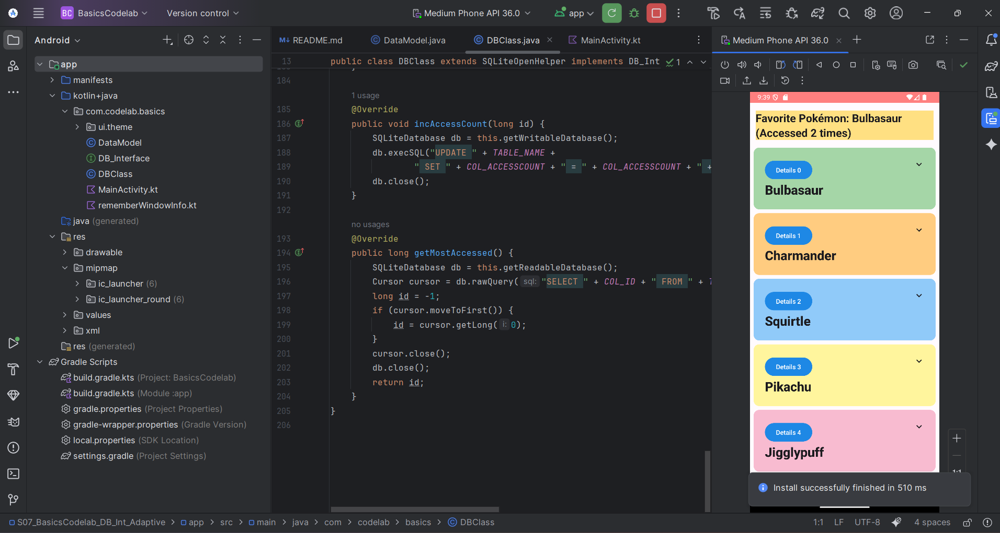 BC BasicsCodelab Version control Medium Phone API 36.0 app
Android
app
manifests
kotlin+java
com.codelab.basics
ui.theme
DataModel
DB_Interface
DBClass
MainActivity.kt
rememberWindowInfo.kt
java (generated)
res
drawable
mipmap
ic_launcher (6)
ic_launcher_round (6)
values
xml
res (generated)
Gradle Scripts
build.gradle.kts (Project: BasicsCodelab)
build.gradle.kts (Module :app)
gradle.properties (Project Properties)
gradle-wrapper.properties (Gradle Version)
local.properties (SDK Location)
settings.gradle (Project Settings)
README.md DataModel.java DBClass.java MainActivity.kt
13 public class DBClass extends SQLiteOpenHelper implements DB_Int 1
184
1 usage
185 @Override
186 public void incAccessCount(long id) {
187 SQLiteDatabase db = this.getWritableDatabase();
188 db.execSQL("UPDATE " + TABLE_NAME +
189 " SET " + COL_ACCESSCOUNT + " = " + COL_ACCESSCOUNT + " +
190 db.close();
191 }
192
no usages
193 @Override
194 public long getMostAccessed() {
195 SQLiteDatabase db = this.getReadableDatabase();
196 Cursor cursor = db.rawQuery( sql: "SELECT " + COL_ID + " FROM " +
197 long id = -1;
198 if (cursor.moveToFirst()) {
199 id = cursor.getLong( i: 0);
200 }
201 cursor.close();
202 db.close();
203 return id;
204 }
205 }
206
Medium Phone API 36.0
9:39
Favorite Pokémon: Bulbasaur
(Accessed 2 times)
Details 0
Bulbasaur
Details 1
Charmander
Details 2
Squirtle
Details 3
Pikachu
Details 4
Jigglypuff
Install successfully finished in 510 ms
S07_BasicsCodelab_DB_Int_Adaptive > app > src > main > java > com > codelab > basics > DBClass
1:1 LF UTF-8 4 spaces